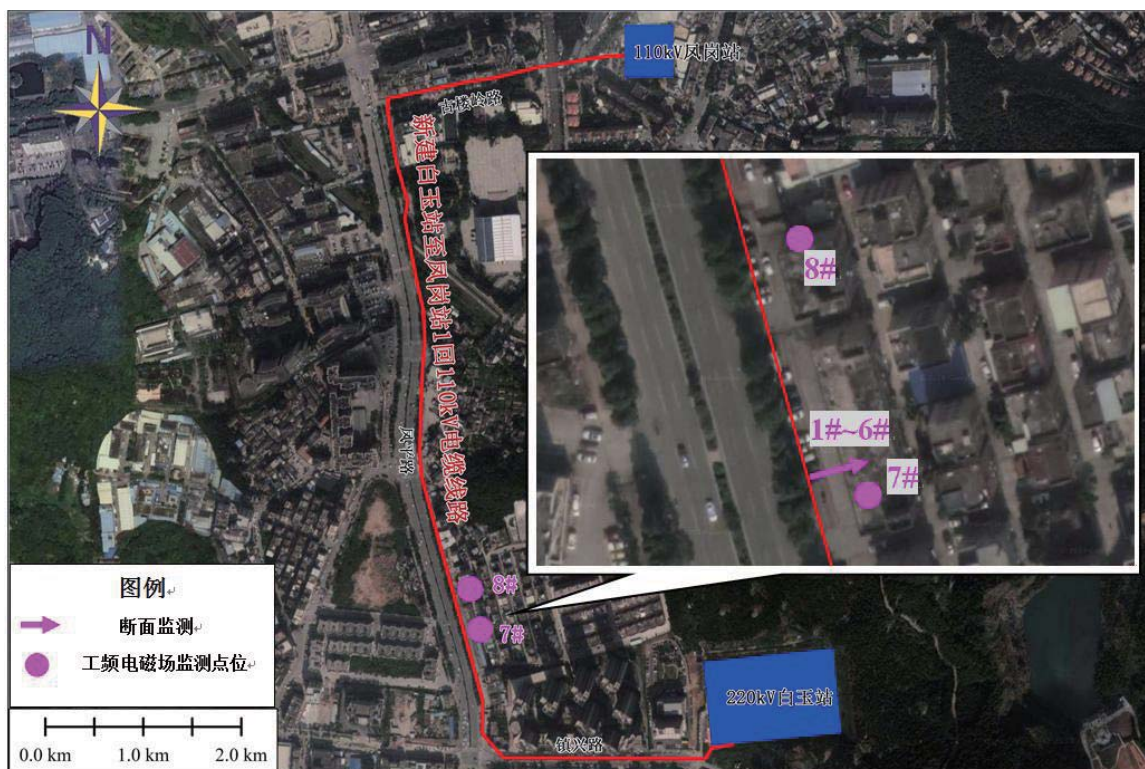 N
110kV凤岗站
古楼岭路
新建白玉站至凤岗站1回110kV电缆线路
8#
1#~6#
7#
凤平路
8#
7#
图例
断面监测
工频电磁场监测点位
220kV白玉站
镇兴路
0.0 km 1.0 km 2.0 km